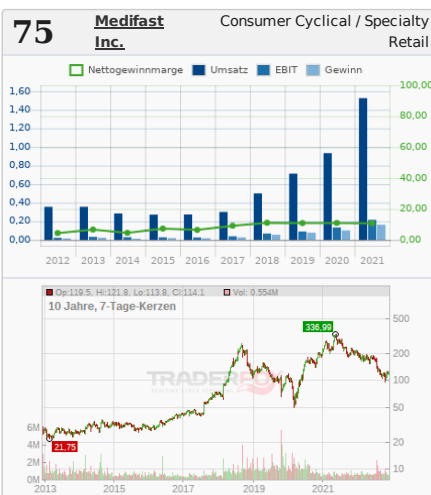 75
Medifast Inc.
Consumer Cyclical / Specialty Retail
Nettogewinnmarge Umsatz EBIT Gewinn
1,60
1,40
1,20
1,00
0,80
0,60
0,40
0,20
0,00
100,00
80,00
60,00
40,00
20,00
0,00
2012 2013 2014 2015 2016 2017 2018 2019 2020 2021
Op:119.5, Hi:121.8, Lo:113.8, Cl:114.1 Vol: 0.554M
10 Jahre, 7-Tage-Kerzen
336,99
21,75
500
200
100
50
20
10
6M
4M
2M
0M
2013 2015 2017 2019 2021